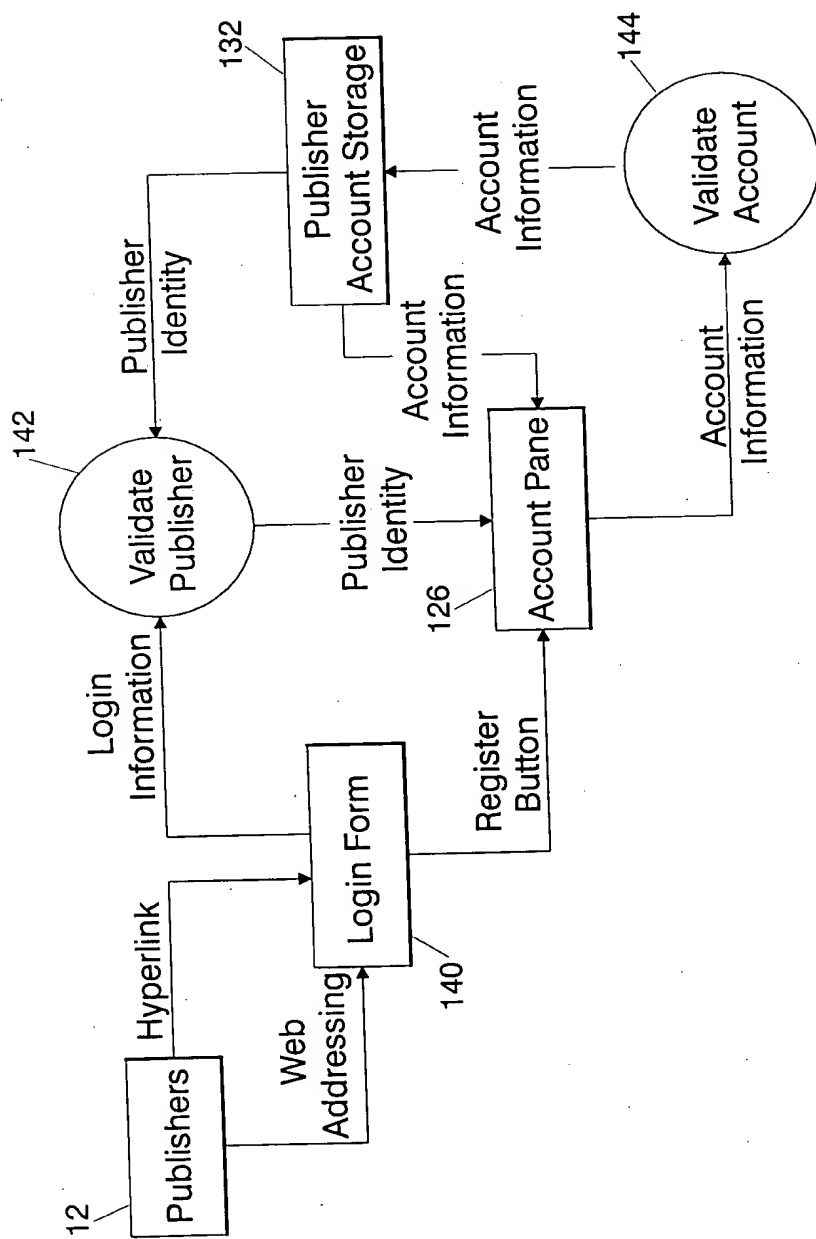 12
Publishers
Hyperlink
Web
Addressing
Login Form
140
Login
Information
Register
Button
142
Validate
Publisher
Publisher
Identity
Publisher
Identity
126
Account Pane
132
Publisher
Account Storage
Account
Information
Account
Information
Account
Information
144
Validate
Account